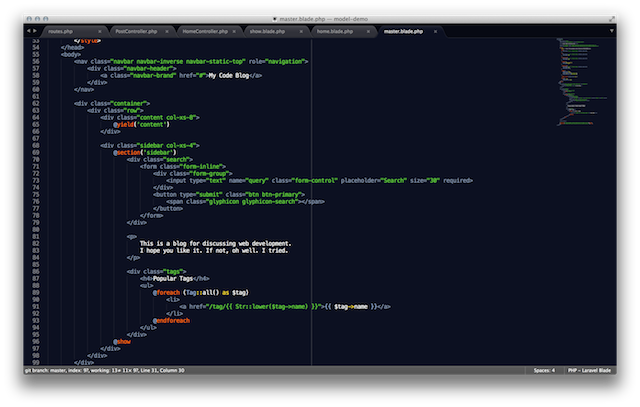 master.blade.php — model-demo
routes.php PostController.php HomeController.php show.blade.php home.blade.php master.blade.php
53 </style>
54 </head>
55 <body>
56 <nav class="navbar navbar-inverse navbar-static-top" role="navigation">
57 <div class="navbar-header">
58 <a class="navbar-brand" href="#">My Code Blog</a>
59 </div>
60 </nav>
61
62 <div class="container">
63 <div class="row">
64 <div class="content col-xs-8">
65 @yield('content')
66 </div>
67
68 <div class="sidebar col-xs-4">
69 @section('sidebar')
70 <div class="search">
71 <form class="form-inline">
72 <div class="form-group">
73 <input type="text" name="query" class="form-control" placeholder="Search" size="30" required>
74 </div>
75 <button type="submit" class="btn btn-primary">
76 <span class="glyphicon glyphicon-search"></span>
77 </button>
78 </form>
79 </div>
80
81 <p>
82 This is a blog for discussing web development.
83 I hope you like it. If not, oh well. I tried.
84 </p>
85
86 <div class="tags">
87 <h4>Popular Tags</h4>
88 <ul>
89 @foreach (Tag::all() as $tag)
90 <li>
91 <a href="/tag/{{ Str::lower($tag->name) }}">{{ $tag->name }}</a>
92 </li>
93 @endforeach
94 </ul>
95 </div>
96 @show
97 </div>
98 </div>
99 </div>
git branch: master, index: 9?, working: 13≠ 11× 9?, Line 31, Column 30 Spaces: 4 PHP - Laravel Blade